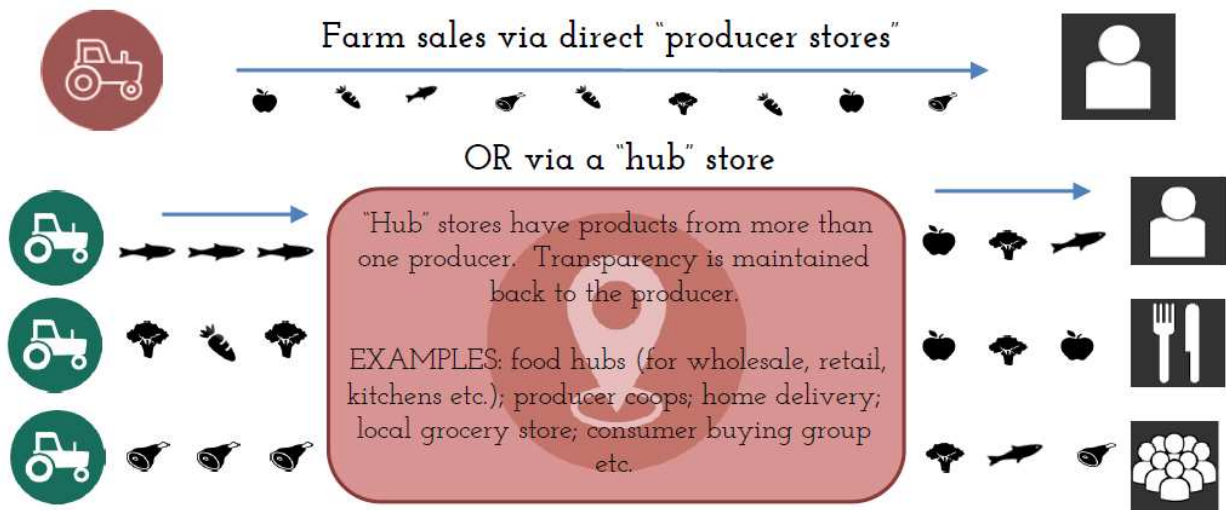 Farm sales via direct "producer stores"
OR via a "hub" store
"Hub" stores have products from more than
one producer. Transparency is maintained
back to the producer.
EXAMPLES: food hubs (for wholesale, retail,
kitchens etc.); producer coops; home delivery;
local grocery store; consumer buying group
etc.